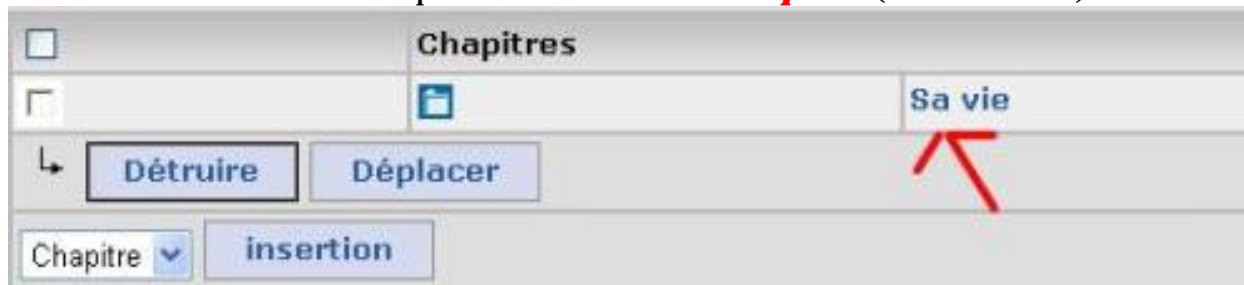 Chapitres
Sa vie
Détruire Déplacer
Chapitre insertion